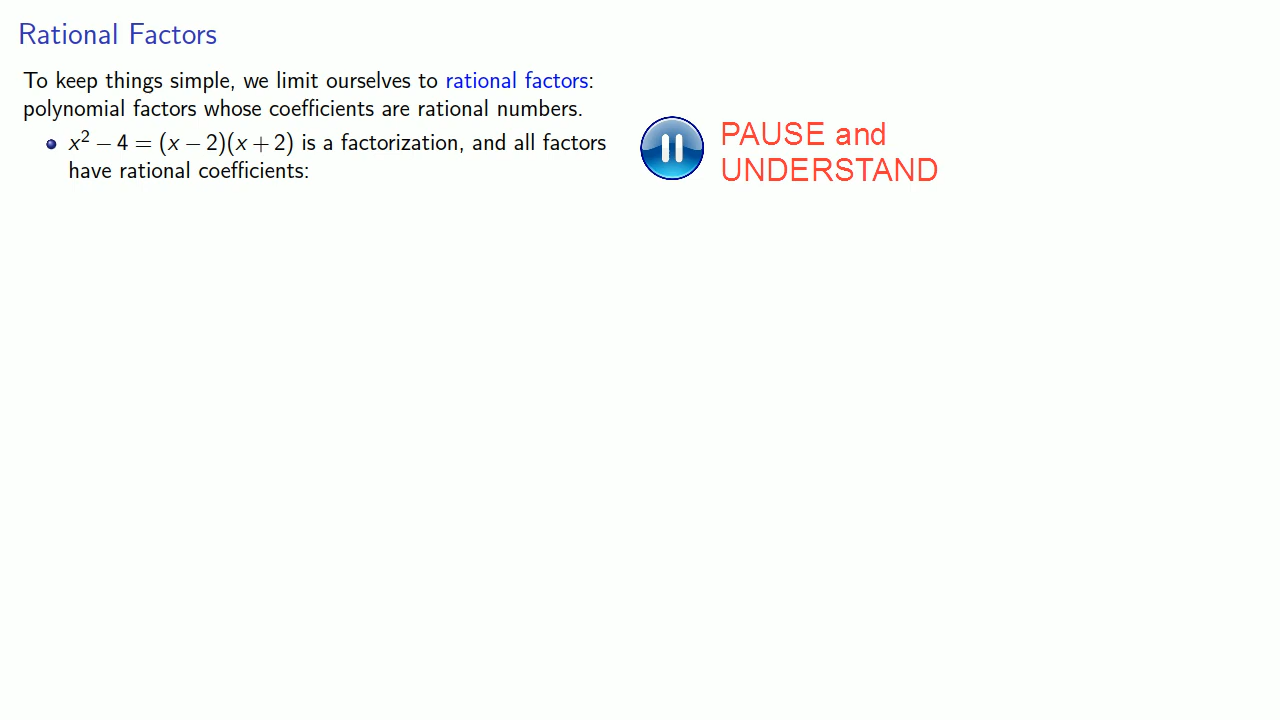 Rational Factors
To keep things simple, we limit ourselves to rational factors:
polynomial factors whose coefficients are rational numbers.
x² − 4 = (x − 2)(x + 2) is a factorization, and all factors
have rational coefficients:
PAUSE and
UNDERSTAND